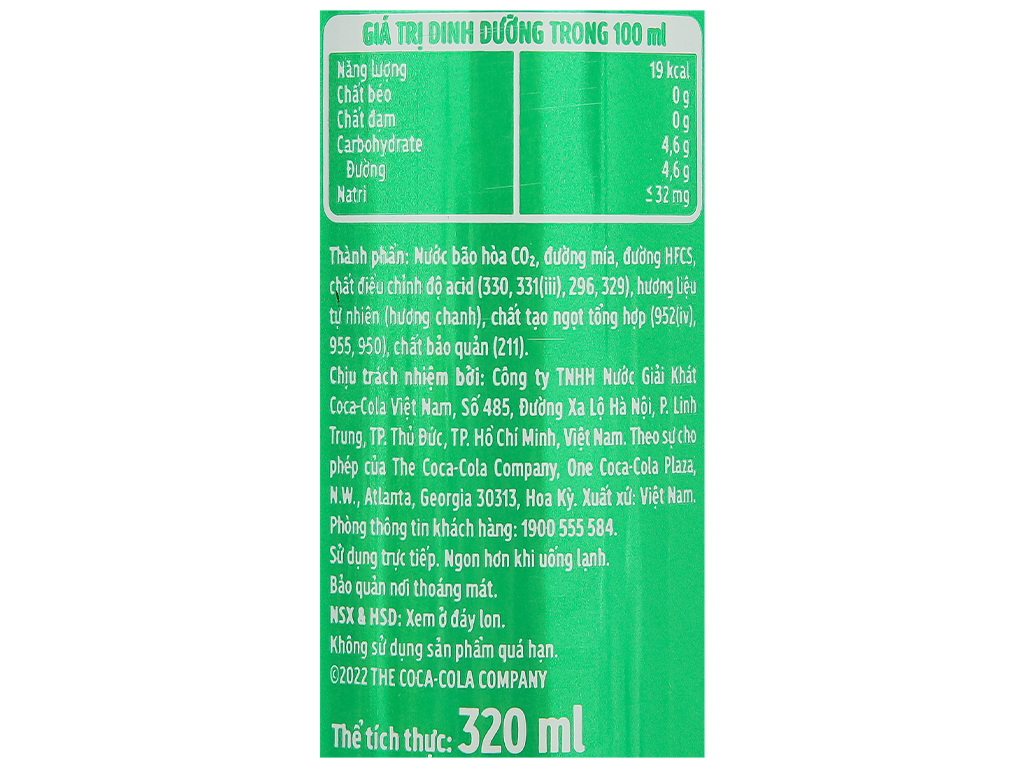 GIÁ TRỊ DINH DƯỠNG TRONG 100 ml
Năng lượng 19 kcal
Chất béo 0 g
Chất đạm 0 g
Carbohydrate 4,6 g
Đường 4,6 g
Natri ≤ 32 mg
Thành phần: Nước bão hòa CO₂, đường mía, đường HFCS,
chất điều chỉnh độ acid (330, 331(iii), 296, 329), hương liệu
tự nhiên (hương chanh), chất tạo ngọt tổng hợp (952(iv),
955, 950), chất bảo quản (211).
Chịu trách nhiệm bởi: Công ty TNHH Nước Giải Khát
Coca-Cola Việt Nam, Số 485, Đường Xa Lộ Hà Nội, P. Linh
Trung, TP. Thủ Đức, TP. Hồ Chí Minh, Việt Nam. Theo sự cho
phép của The Coca-Cola Company, One Coca-Cola Plaza,
N.W., Atlanta, Georgia 30313, Hoa Kỳ. Xuất xứ: Việt Nam.
Phòng thông tin khách hàng: 1900 555 584.
Sử dụng trực tiếp. Ngon hơn khi uống lạnh.
Bảo quản nơi thoáng mát.
NSX & HSD: Xem ở đáy lon.
Không sử dụng sản phẩm quá hạn.
©2022 THE COCA-COLA COMPANY
Thể tích thực: 320 ml